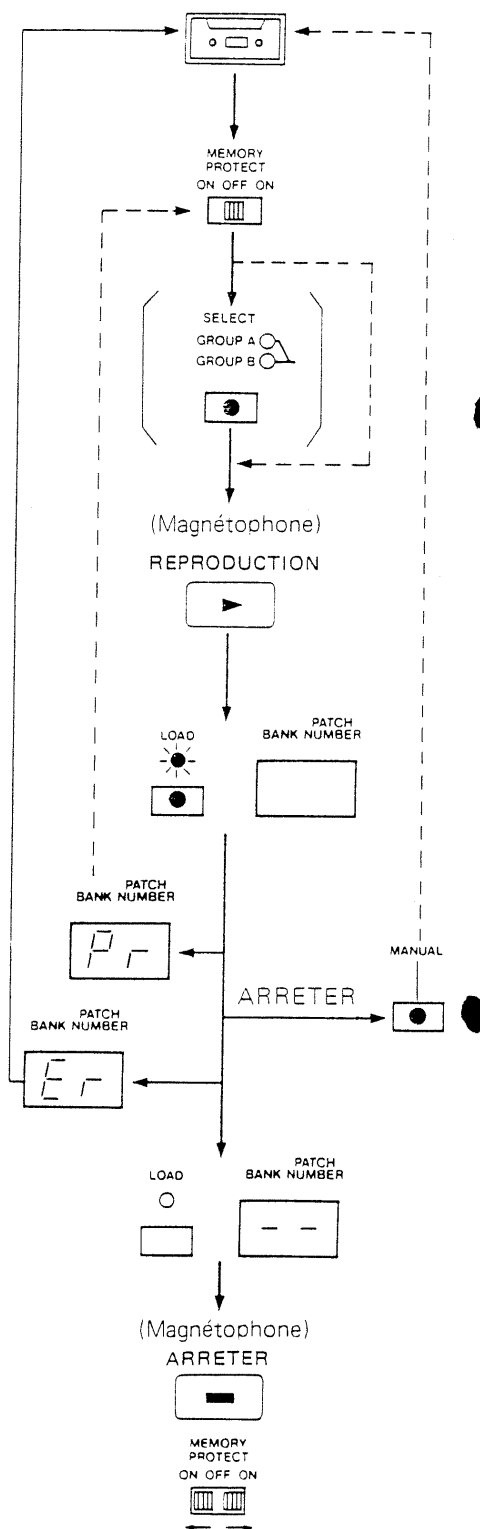 MEMORY
PROTECT
ON OFF ON
SELECT
GROUP A
GROUP B
(Magnétophone)
REPRODUCTION
LOAD
PATCH
BANK NUMBER
PATCH
BANK NUMBER
Pr
ARRETER
MANUAL
PATCH
BANK NUMBER
Er
LOAD
PATCH
BANK NUMBER
– –
(Magnétophone)
ARRETER
MEMORY
PROTECT
ON OFF ON